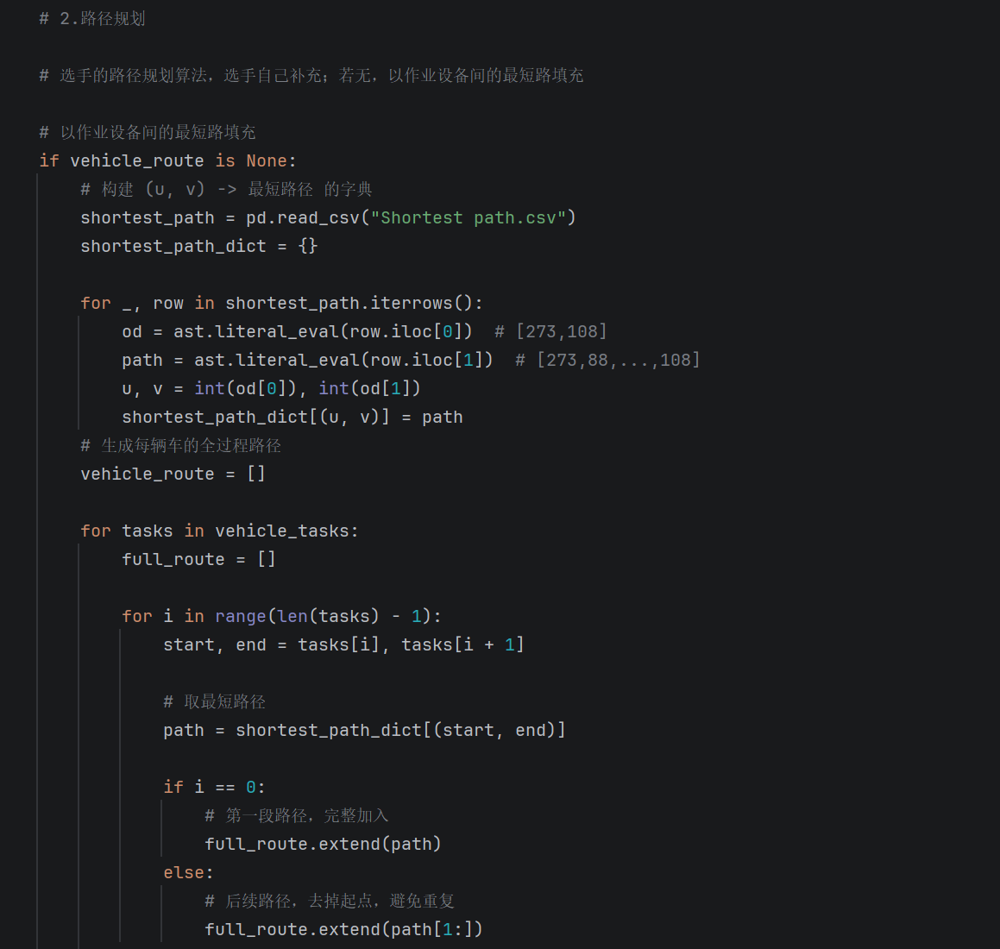 # 2.路径规划
# 选手的路径规划算法，选手自己补充；若无，以作业设备间的最短路填充
# 以作业设备间的最短路填充
if vehicle_route is None:
# 构建 (u, v) -> 最短路径 的字典
shortest_path = pd.read_csv("Shortest path.csv")
shortest_path_dict = {}
for _, row in shortest_path.iterrows():
od = ast.literal_eval(row.iloc[0])  # [273,108]
path = ast.literal_eval(row.iloc[1])  # [273,88,...,108]
u, v = int(od[0]), int(od[1])
shortest_path_dict[(u, v)] = path
# 生成每辆车的全过程路径
vehicle_route = []
for tasks in vehicle_tasks:
full_route = []
for i in range(len(tasks) - 1):
start, end = tasks[i], tasks[i + 1]
# 取最短路径
path = shortest_path_dict[(start, end)]
if i == 0:
# 第一段路径，完整加入
full_route.extend(path)
else:
# 后续路径，去掉起点，避免重复
full_route.extend(path[1:])